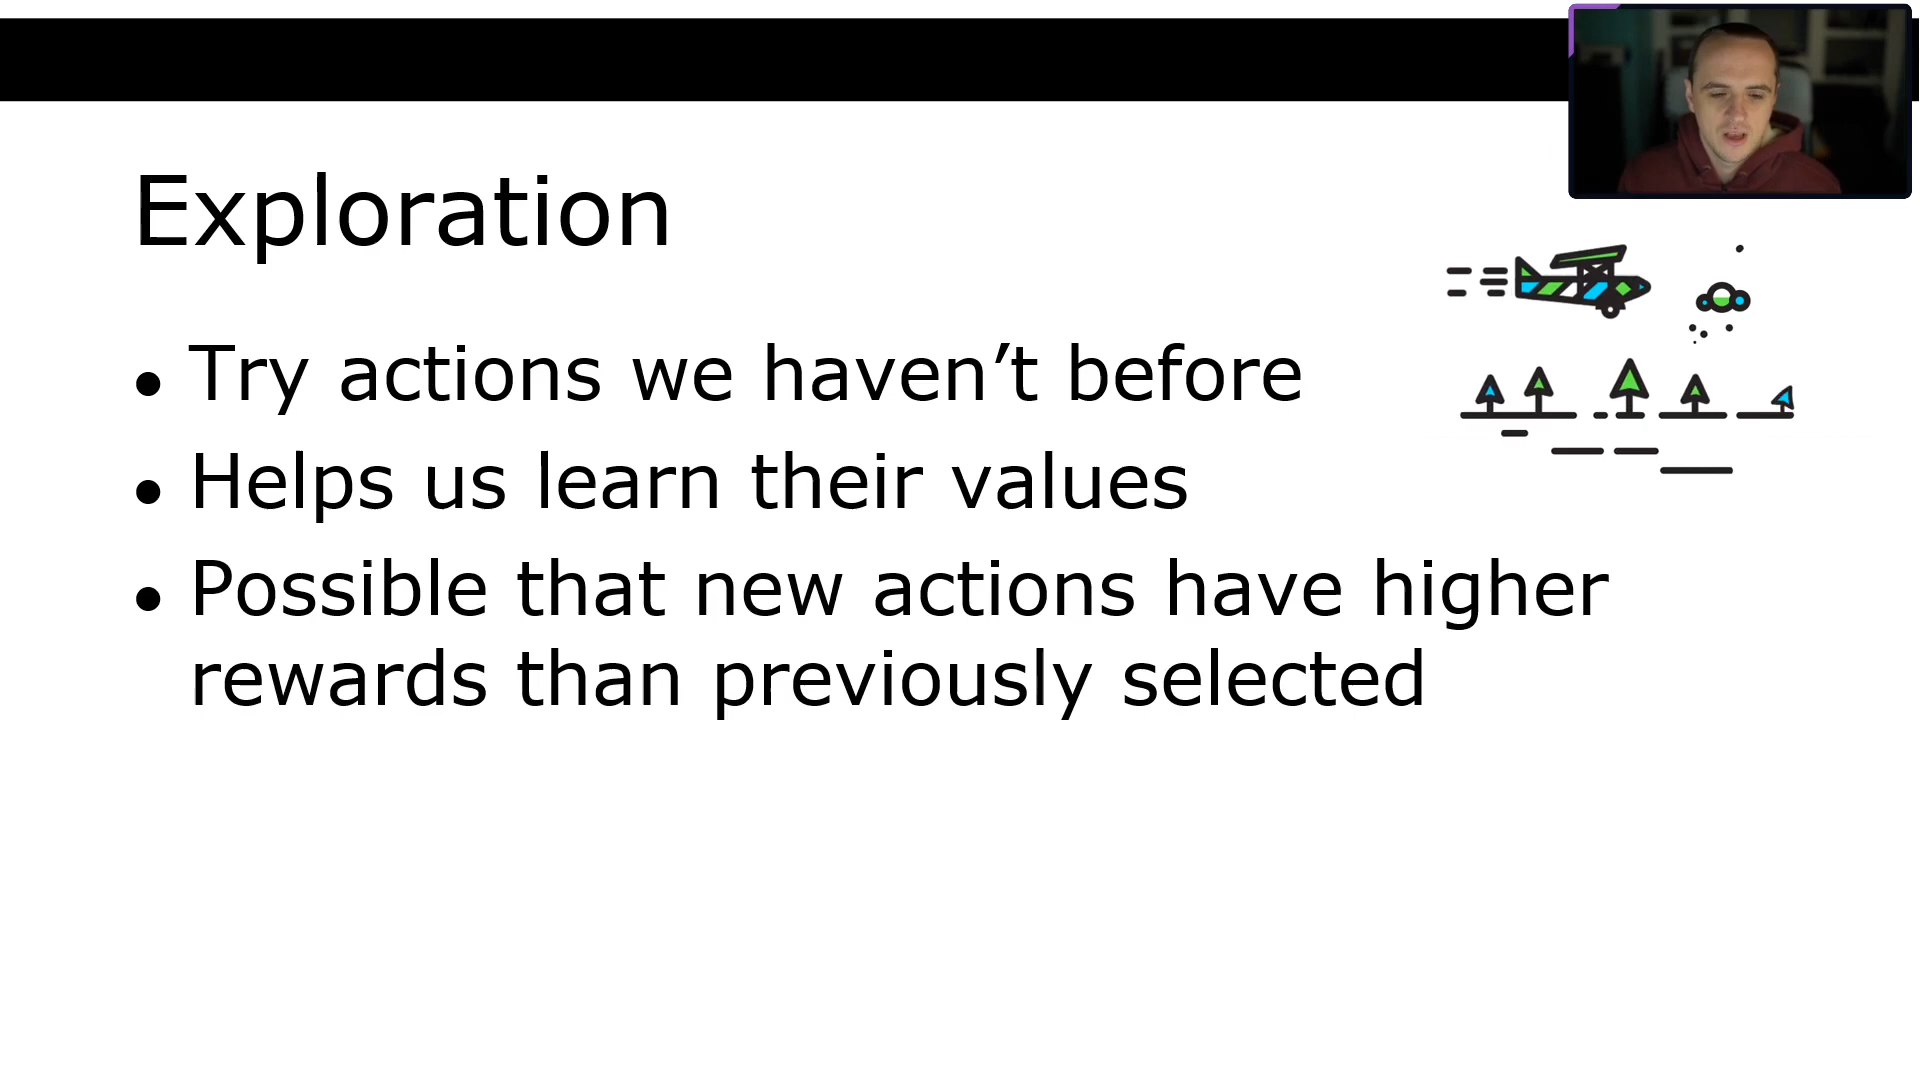 Exploration
Try actions we haven’t before
Helps us learn their values
Possible that new actions have higher
rewards than previously selected